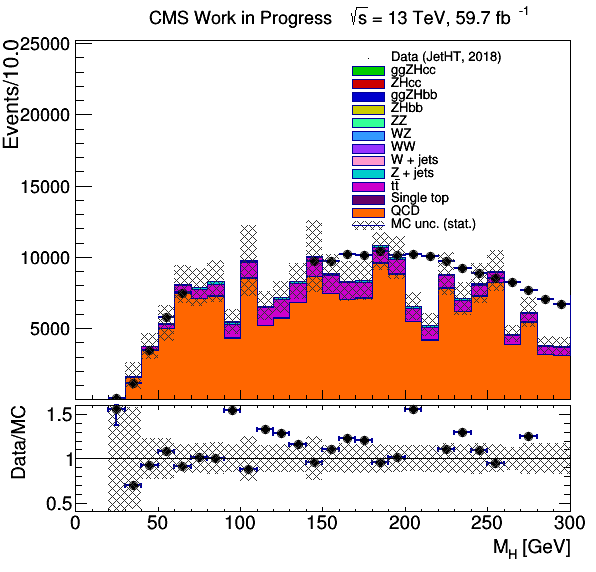 CMS Work in Progress √s = 13 TeV, 59.7 fb⁻¹
Events/10.0
25000
20000
15000
10000
5000
Data (JetHT, 2018)
ggZHcc
ZHcc
ggZHbb
ZHbb
ZZ
WZ
WW
W + jets
Z + jets
tt̄
Single top
QCD
MC unc. (stat.)
Data/MC
1.5
1
0.5
0 50 100 150 200 250 300
M_H [GeV]